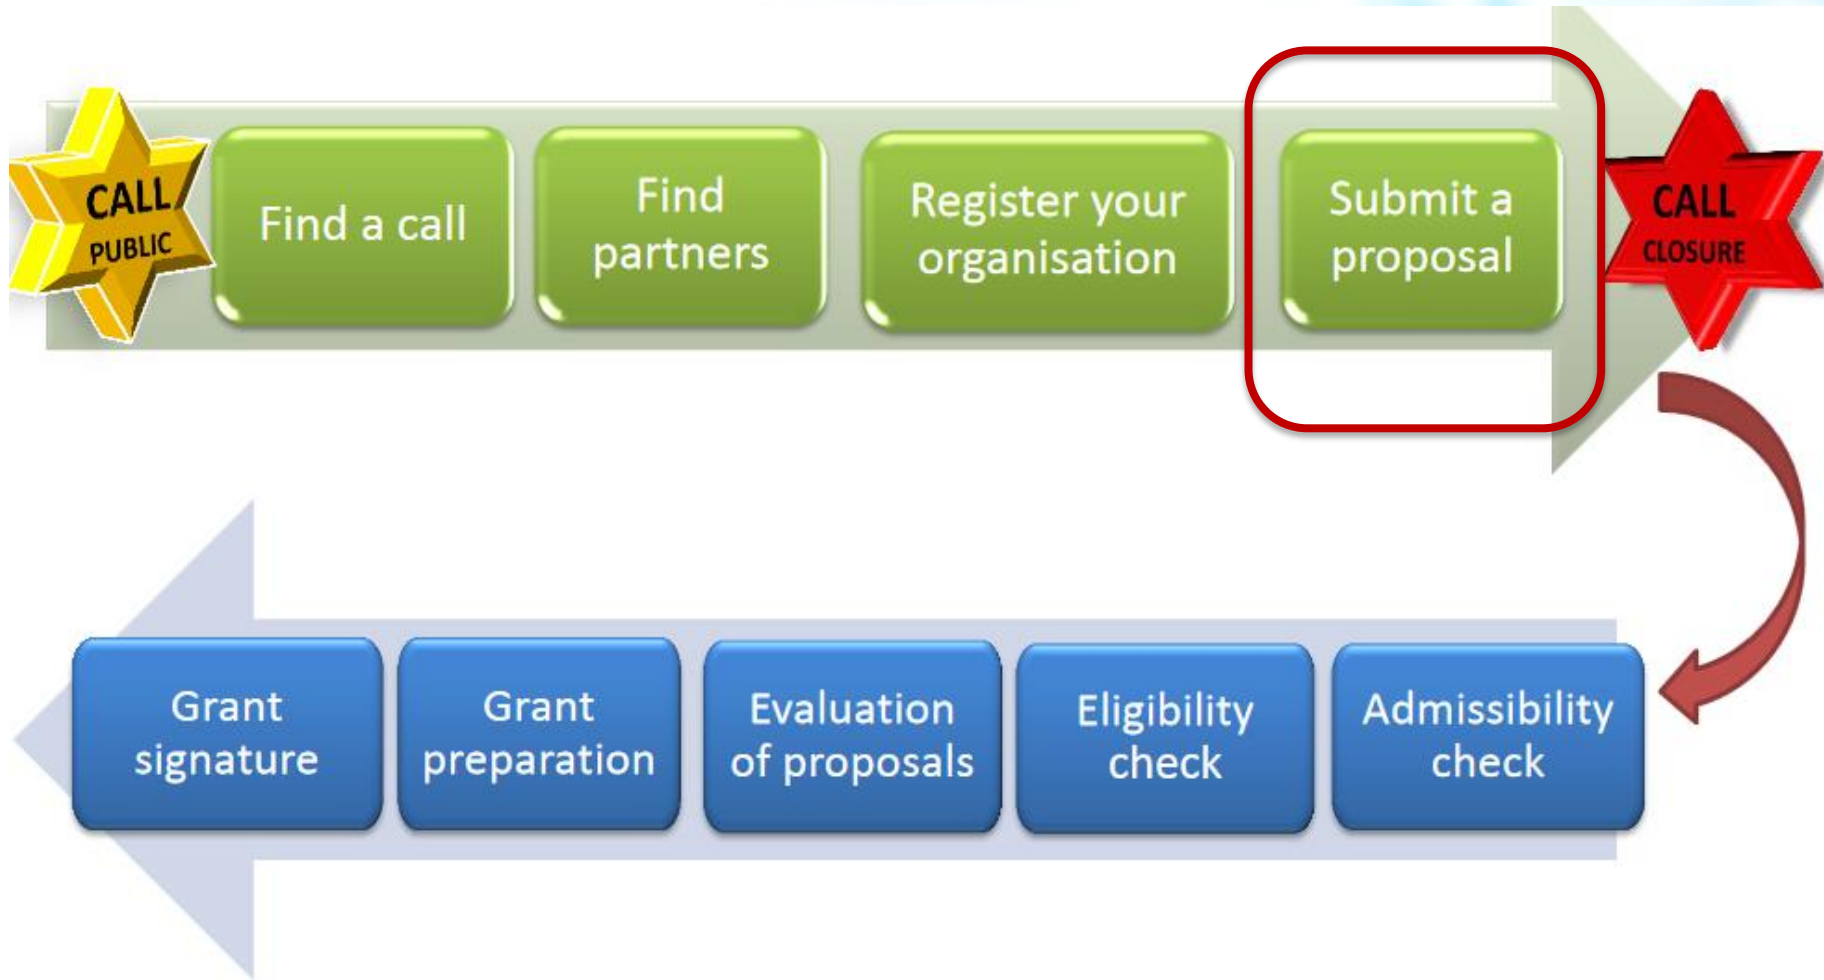 CALL
PUBLIC
Find a call
Find
partners
Register your
organisation
Submit a
proposal
CALL
CLOSURE
Admissibility
check
Eligibility
check
Evaluation
of proposals
Grant
preparation
Grant
signature